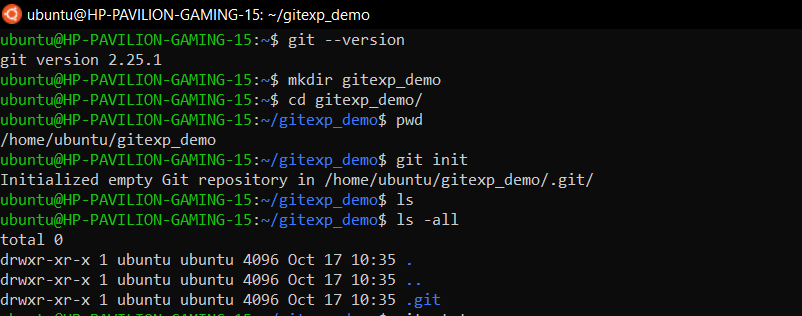 ubuntu@HP-PAVILION-GAMING-15: ~/gitexp_demo
ubuntu@HP-PAVILION-GAMING-15:~$ git --version
git version 2.25.1
ubuntu@HP-PAVILION-GAMING-15:~$ mkdir gitexp_demo
ubuntu@HP-PAVILION-GAMING-15:~$ cd gitexp_demo/
ubuntu@HP-PAVILION-GAMING-15:~/gitexp_demo$ pwd
/home/ubuntu/gitexp_demo
ubuntu@HP-PAVILION-GAMING-15:~/gitexp_demo$ git init
Initialized empty Git repository in /home/ubuntu/gitexp_demo/.git/
ubuntu@HP-PAVILION-GAMING-15:~/gitexp_demo$ ls
ubuntu@HP-PAVILION-GAMING-15:~/gitexp_demo$ ls -all
total 0
drwxr-xr-x 1 ubuntu ubuntu 4096 Oct 17 10:35 .
drwxr-xr-x 1 ubuntu ubuntu 4096 Oct 17 10:35 ..
drwxr-xr-x 1 ubuntu ubuntu 4096 Oct 17 10:35 .git